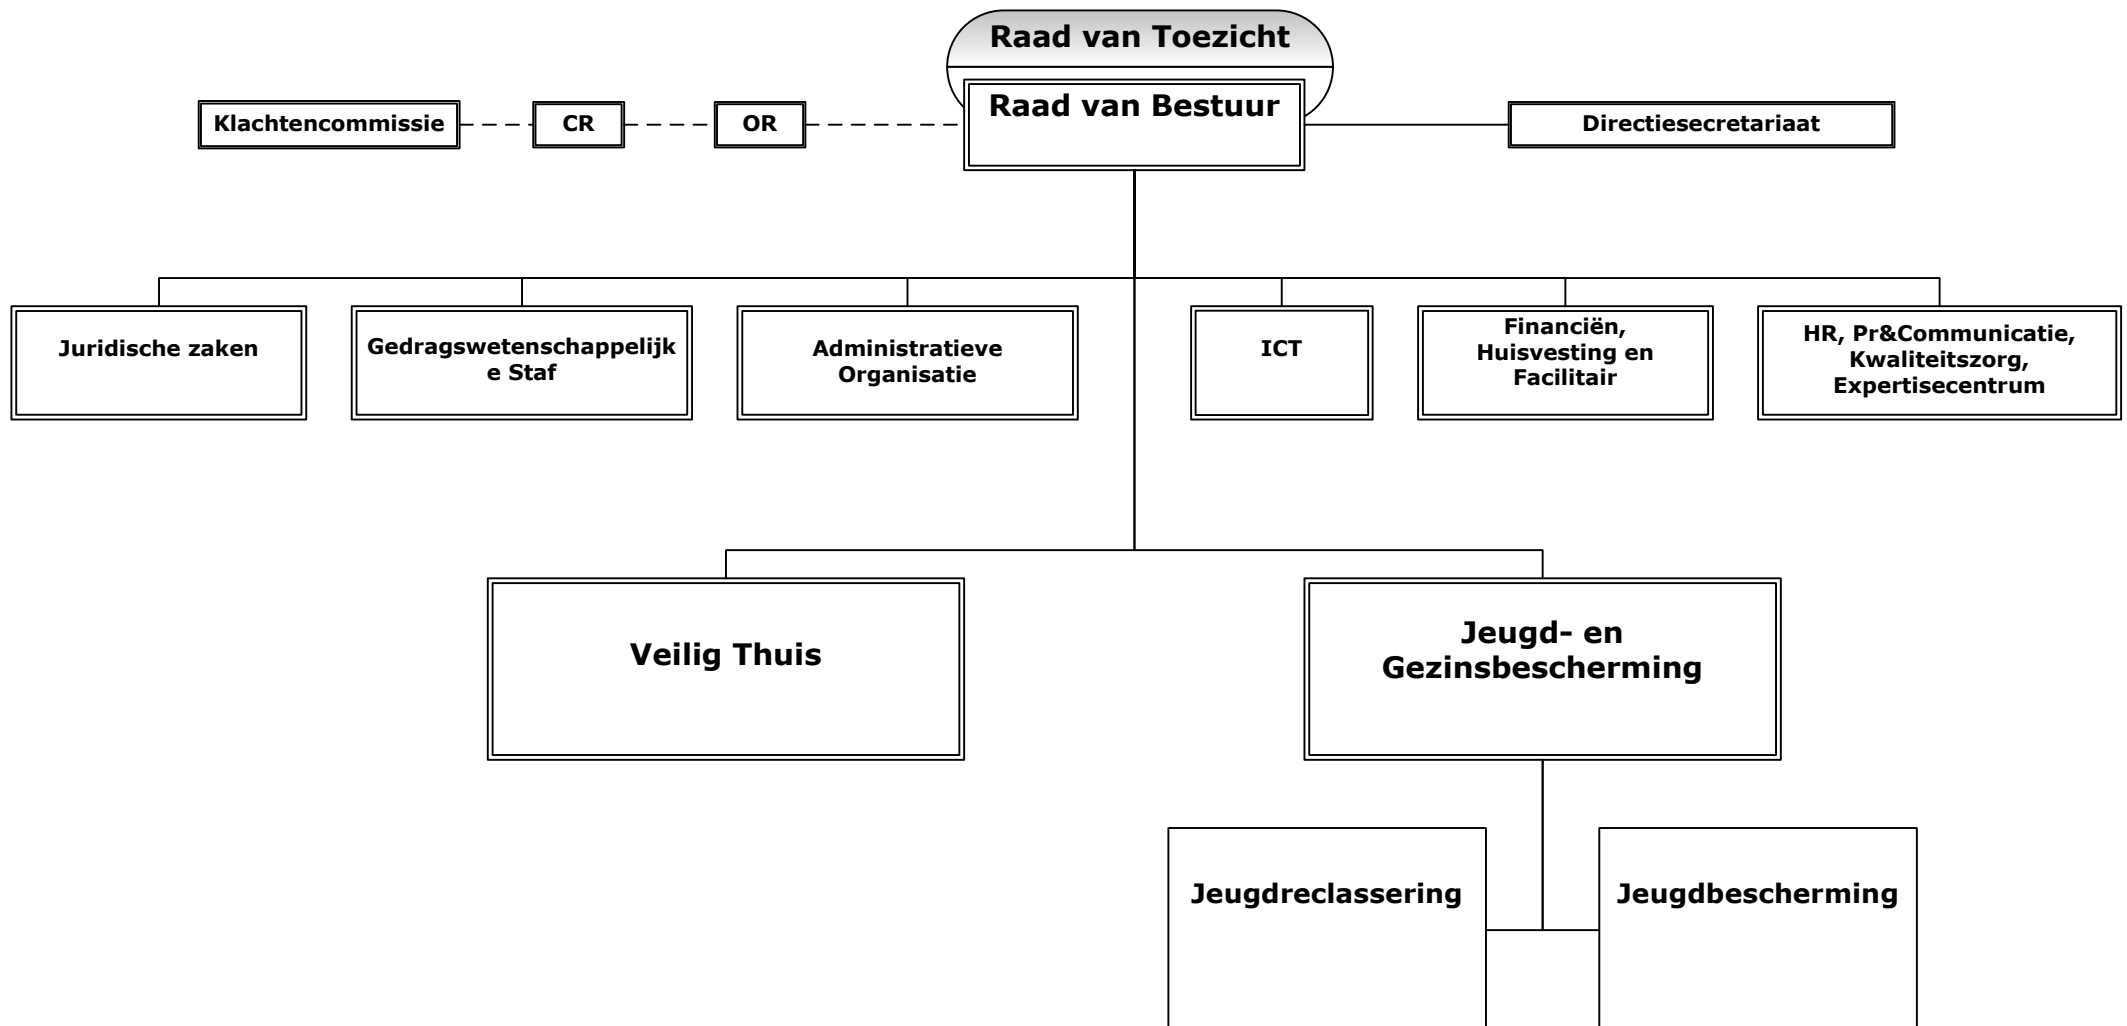 Raad van Toezicht
Raad van Bestuur
Klachtencommissie
CR
OR
Directiesecretariaat
Juridische zaken
Gedragswetenschappelijk
e Staf
Administratieve
Organisatie
ICT
Financiën,
Huisvesting en
Facilitair
HR, Pr&Communicatie,
Kwaliteitszorg,
Expertisecentrum
Veilig Thuis
Jeugd- en
Gezinsbescherming
Jeugdreclassering
Jeugdbescherming